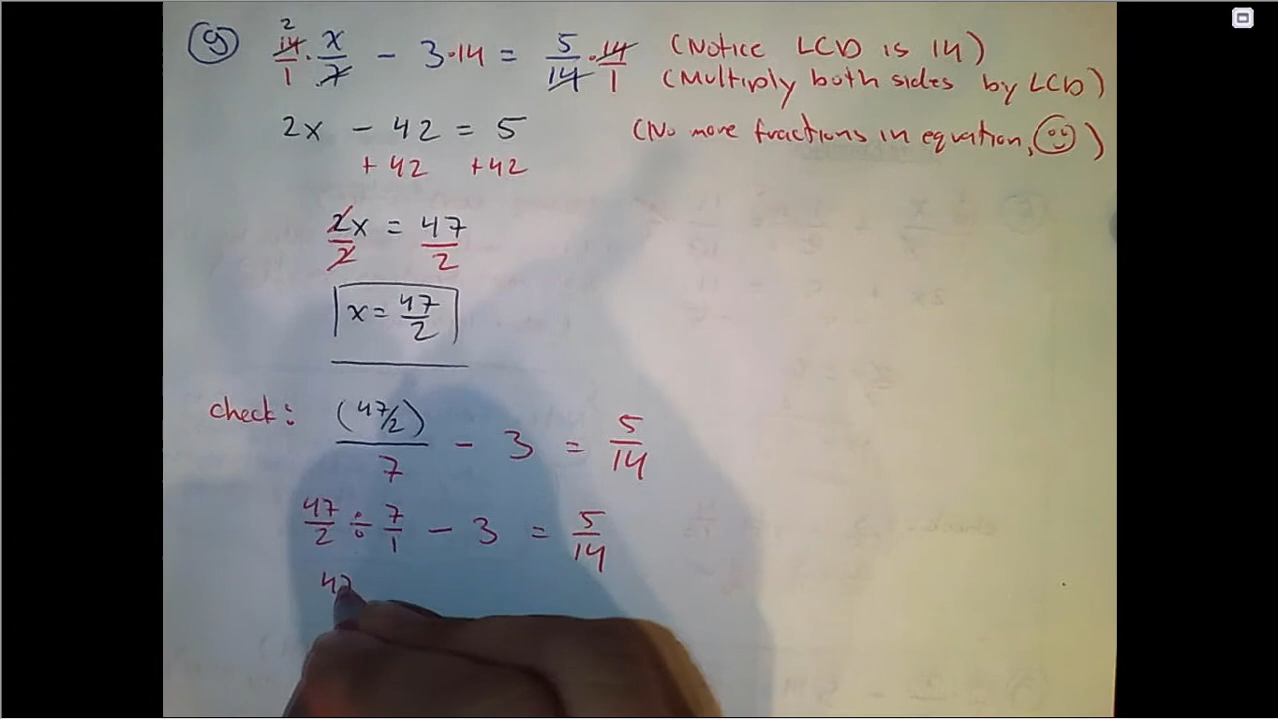 9 2 14/1 · x/7 - 3·14 = 5/14 · 14/1 (Notice LCD is 14)
(Multiply both sides by LCD)
2x - 42 = 5 (No more fractions in equation, )
+ 42 +42
2x/2 = 47/2
x = 47/2
check: (47/2)/7 - 3 = 5/14
47/2 ÷ 7/1 - 3 = 5/14
47